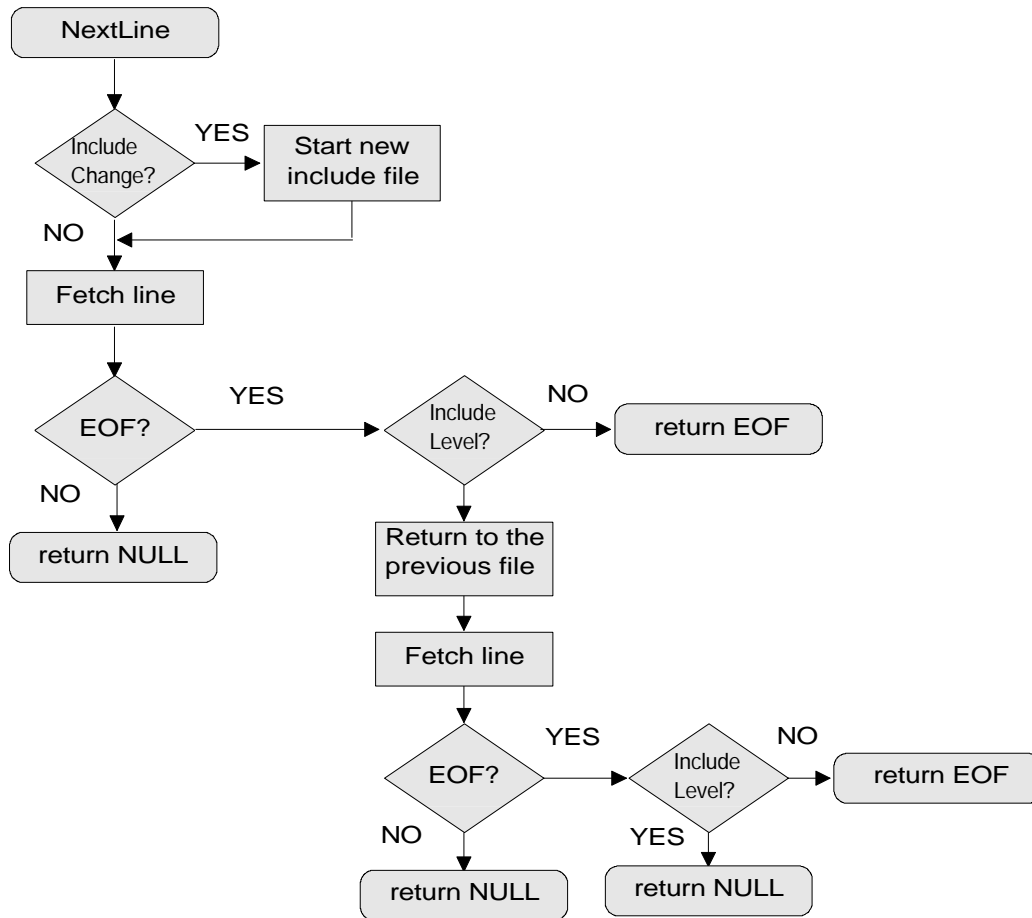 NextLine
YES
Include
Change?
Start new
include file
NO
Fetch line
EOF?
YES
Include
Level?
NO
return EOF
NO
return NULL
Return to the
previous file
Fetch line
EOF?
YES
Include
Level?
NO
return EOF
NO
YES
return NULL
return NULL